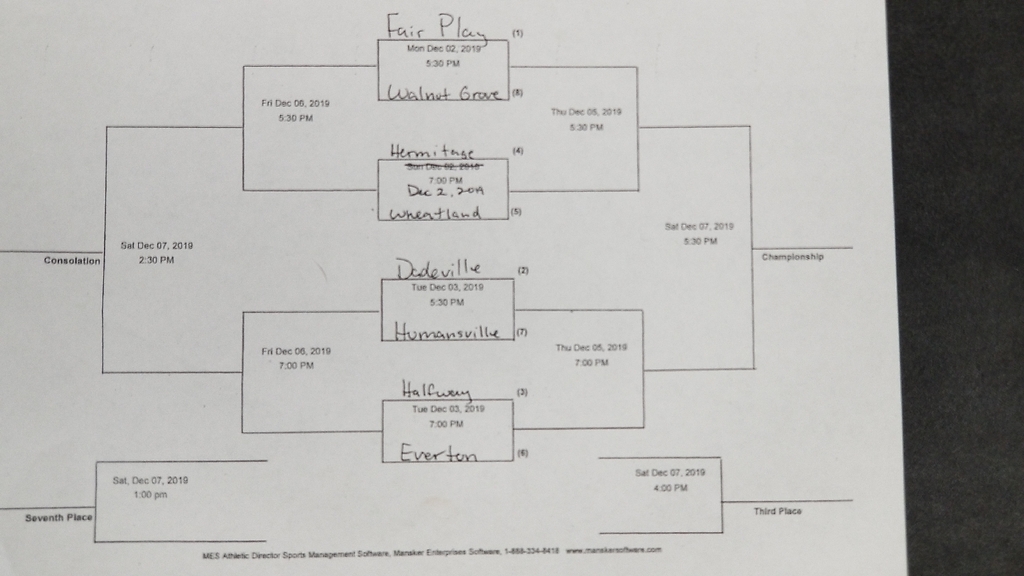 Fair Play
(1)
Mon Dec 02, 2019
5:30 PM
Walnut Grove
(8)
Fri Dec 06, 2019
5:30 PM
Thu Dec 05, 2019
5:30 PM
Hermitage
(4)
Sun Dec 02, 2018
7:00 PM
Dec 2, 2019
Wheatland
(5)
Sat Dec 07, 2019
2:30 PM
Consolation
Sat Dec 07, 2019
5:30 PM
Championship
Dadeville
(2)
Tue Dec 03, 2019
5:30 PM
Humansville
(7)
Fri Dec 06, 2019
7:00 PM
Thu Dec 05, 2019
7:00 PM
Halfway
(3)
Tue Dec 03, 2019
7:00 PM
Everton
(6)
Sat, Dec 07, 2019
1:00 pm
Seventh Place
Sat Dec 07, 2019
4:00 PM
Third Place
MES Athletic Director Sports Management Software, Mansker Enterprises Software, 1-888-334-8418 www.manskersoftware.com